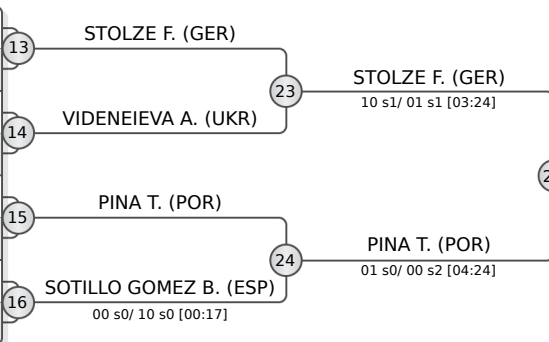 13
STOLZE F. (GER)
23
STOLZE F. (GER)
10 s1/ 01 s1 [03:24]
14
VIDENEIEVA A. (UKR)
15
PINA T. (POR)
24
PINA T. (POR)
01 s0/ 00 s2 [04:24]
16
SOTILLO GOMEZ B. (ESP)
00 s0/ 10 s0 [00:17]